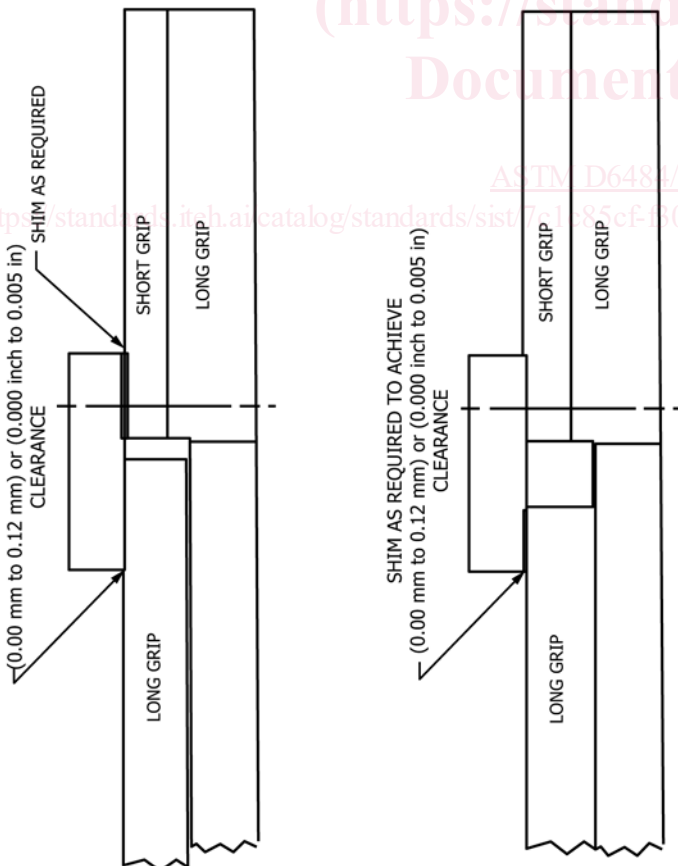 (https://stand
Document
ASTM D6484/
tps://standards.iteh.ai/catalog/standards/sist/7c1c85cf-f30
(0.00 mm to 0.12 mm) or (0.000 inch to 0.005 in)
CLEARANCE
SHIM AS REQUIRED
SHORT GRIP
LONG GRIP
LONG GRIP
SHIM AS REQUIRED TO ACHIEVE
(0.00 mm to 0.12 mm) or (0.000 inch to 0.005 in)
CLEARANCE
SHORT GRIP
LONG GRIP
LONG GRIP